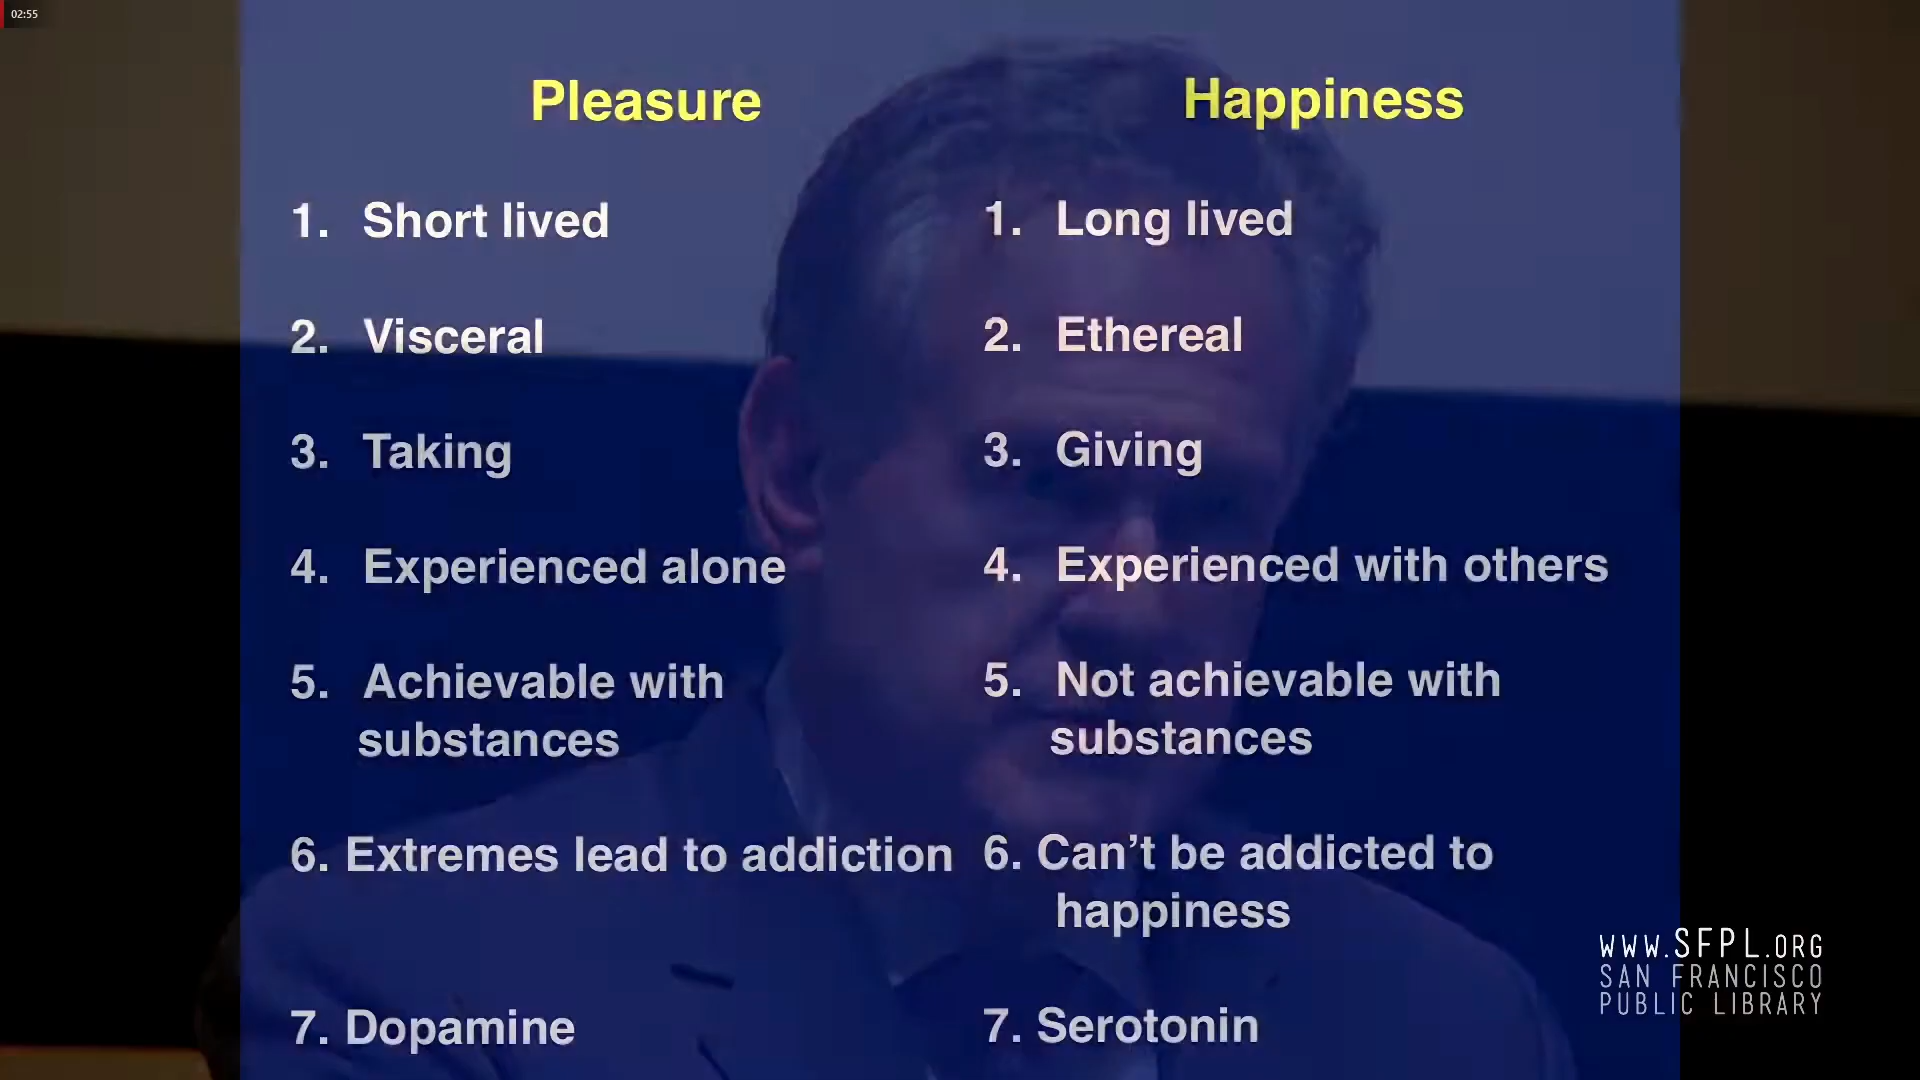 02:55
Pleasure
1. Short lived
2. Visceral
3. Taking
4. Experienced alone
5. Achievable with
substances
6. Extremes lead to addiction
7. Dopamine
Happiness
1. Long lived
2. Ethereal
3. Giving
4. Experienced with others
5. Not achievable with
substances
6. Can’t be addicted to
happiness
7. Serotonin
WWW.SFPL.ORG
SAN FRANCISCO
PUBLIC LIBRARY